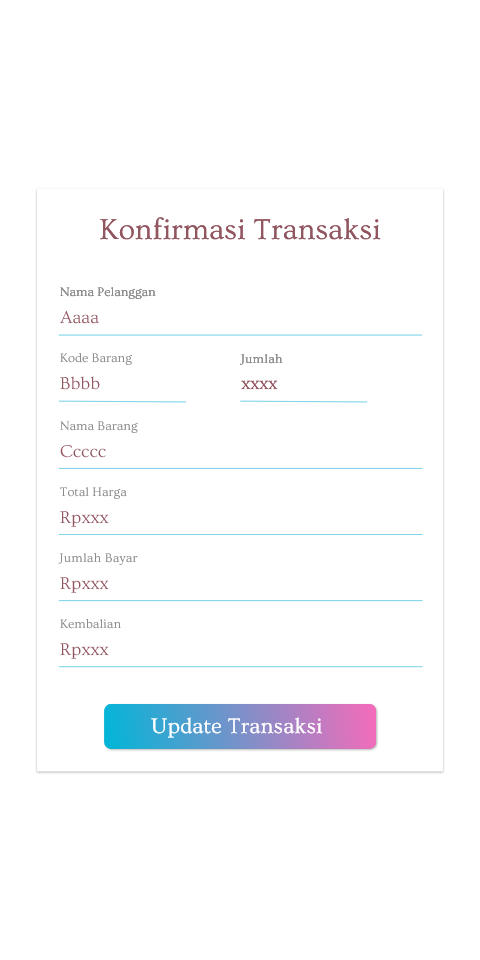 Konfirmasi Transaksi
Nama Pelanggan
Aaaa
Kode Barang
Jumlah
Bbbb
xxxx
Nama Barang
Ccccc
Total Harga
Rpxxx
Jumlah Bayar
Rpxxx
Kembalian
Rpxxx
Update Transaksi